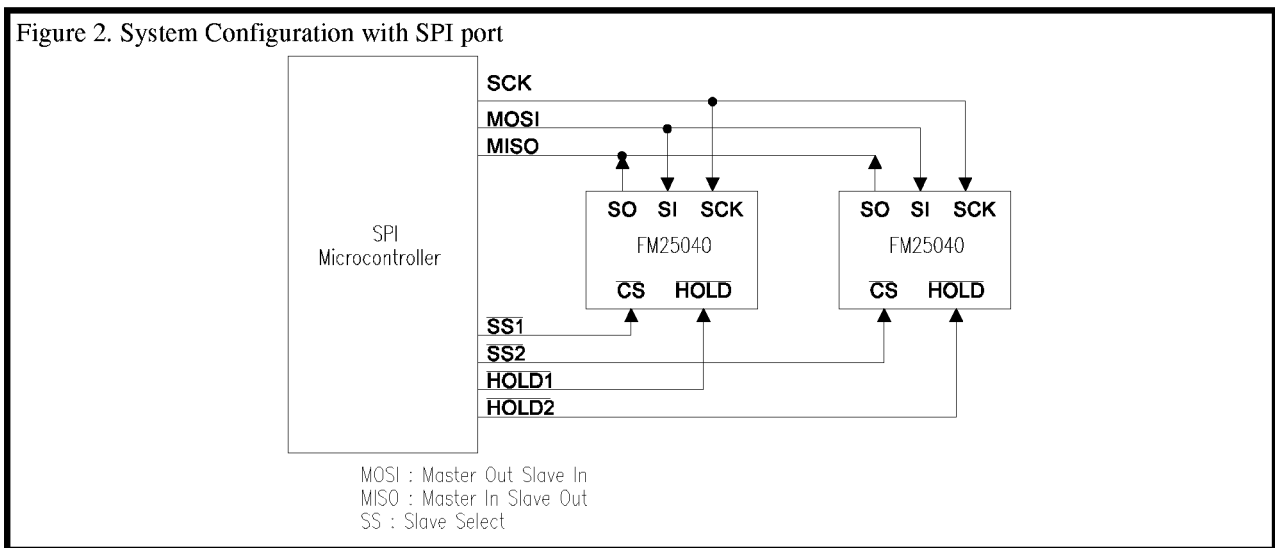 Figure 2. System Configuration with SPI port
SCK
MOSI
MISO
SO SI SCK
FM25040
CS HOLD
SO SI SCK
FM25040
CS HOLD
SPI
Microcontroller
SS1
SS2
HOLD1
HOLD2
MOSI : Master Out Slave In
MISO : Master In Slave Out
SS : Slave Select